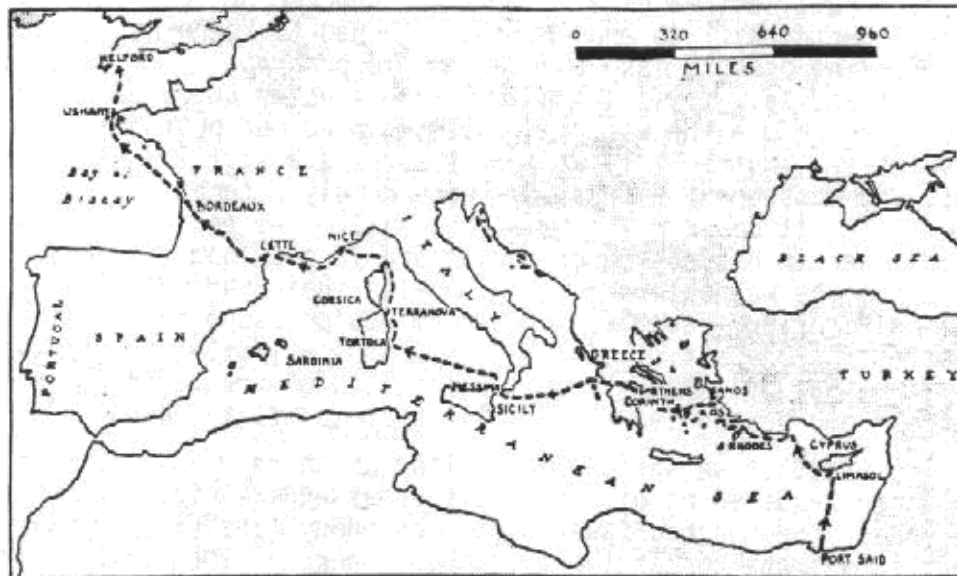 0 320 640 960
MILES
HELFORD
USHANT
Bay of
Biscay
FRANCE
BORDEAUX
CETTE
NICE
ITALY
BLACK SEA
CORSICA
TERRANOVA
PORTUGAL
SPAIN
TORTOLA
SARDINIA
GREECE
TURKEY
MESSINA
SICILY
ATHENS
CORINTH
MEDITERRANEAN SEA
RHODES
CYPRUS
LIMASOL
PORT SAID